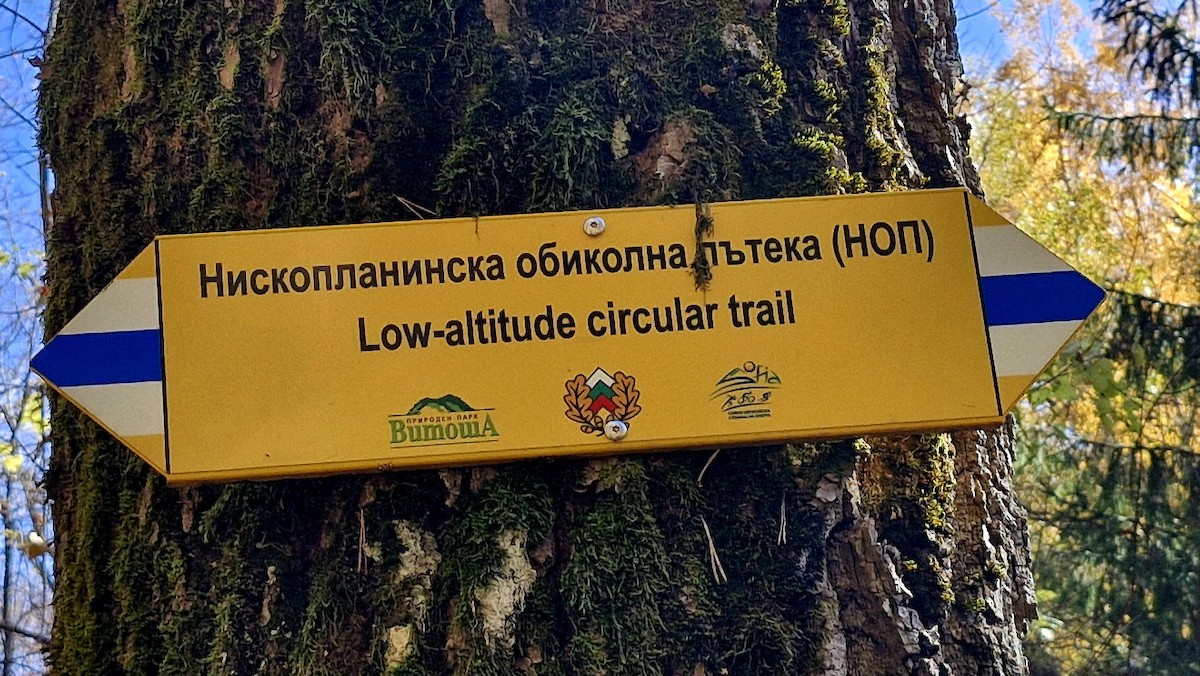 Нископланинска обиколна пътека (НОП)
Low-altitude circular trail
ПРИРОДЕН ПАРК
Витоша